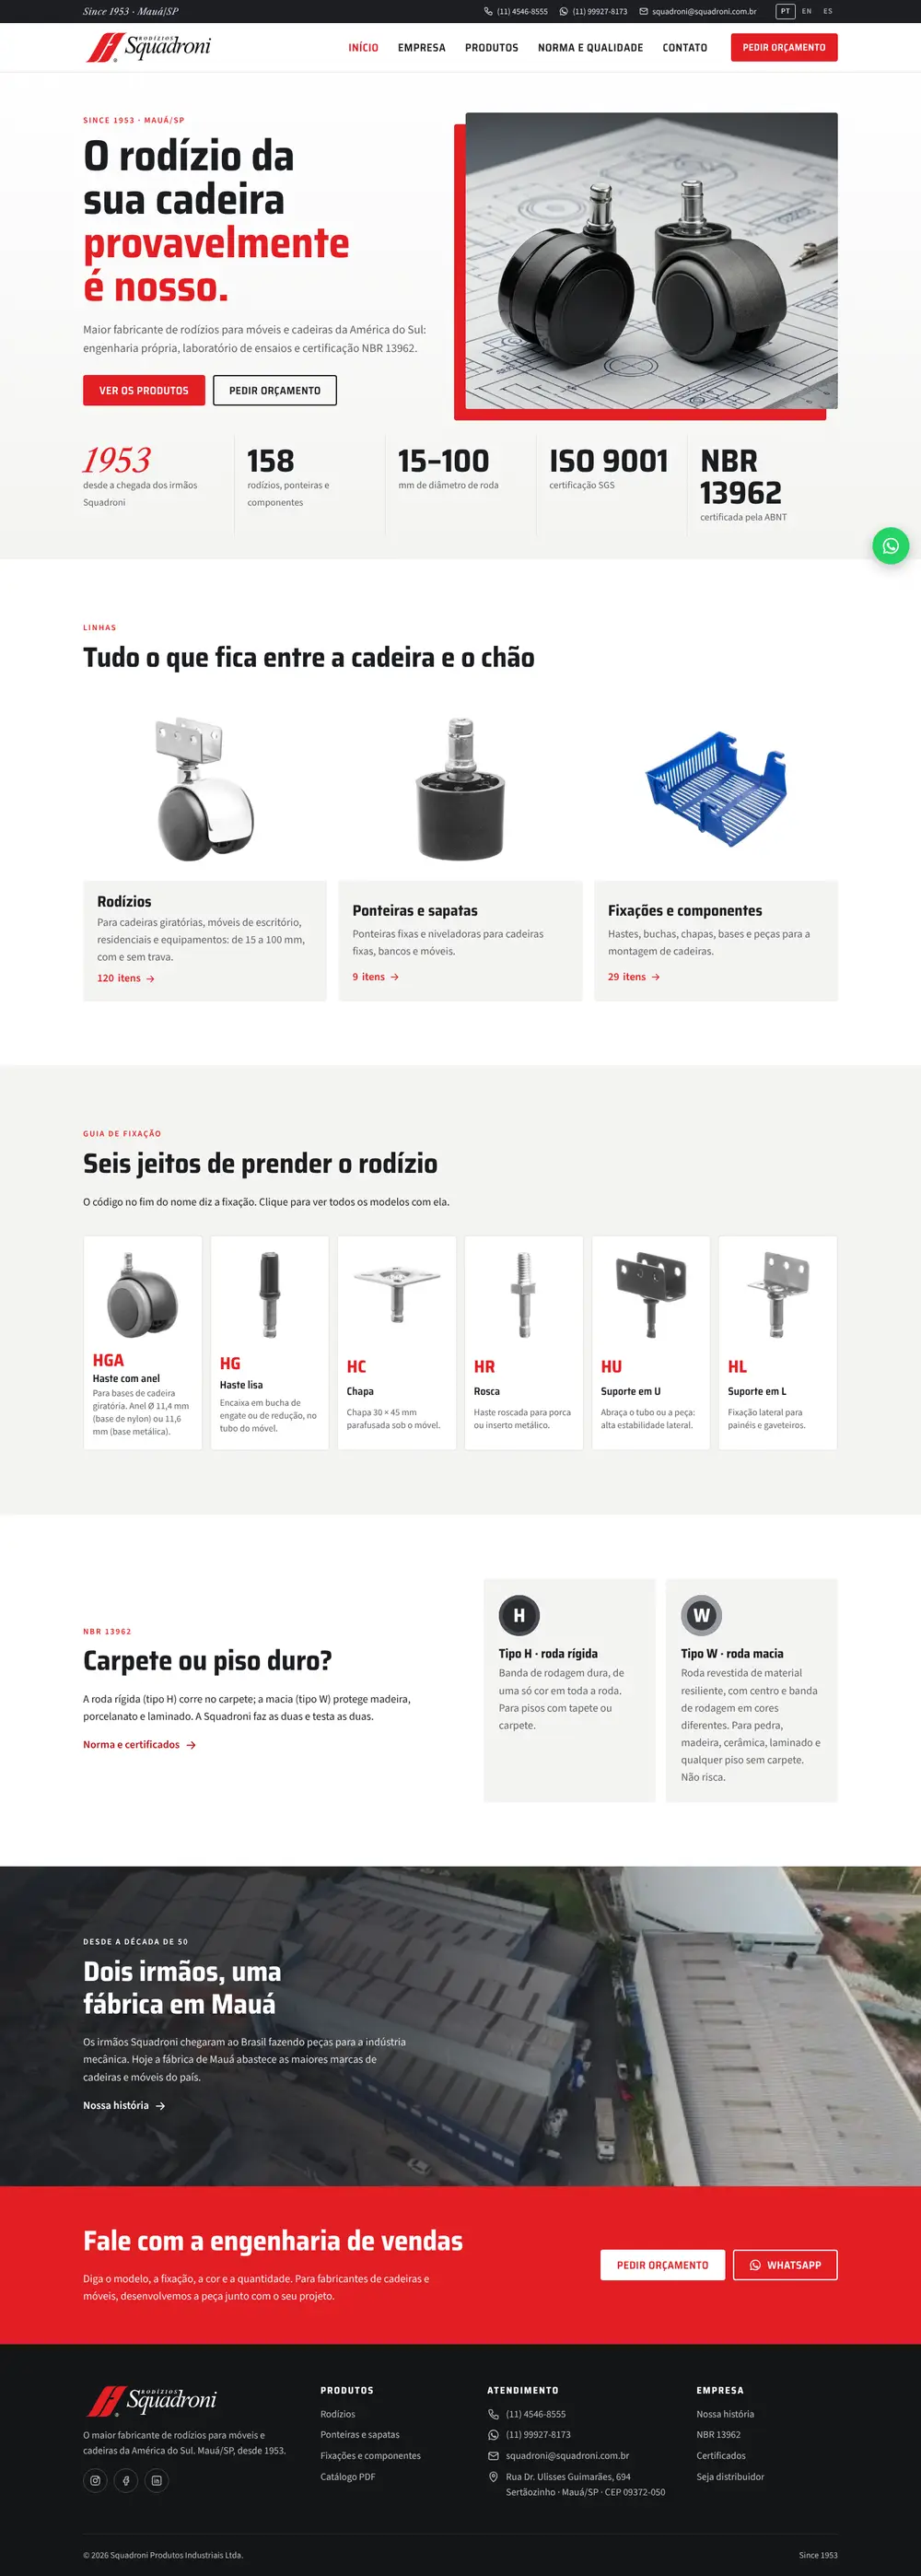 Since 1953 · Mauá/SP
(11) 4546-8555
(11) 99927-8173
squadroni@squadroni.com.br
PT EN ES
RODÍZIOS
Squadroni
INÍCIO
EMPRESA
PRODUTOS
NORMA E QUALIDADE
CONTATO
PEDIR ORÇAMENTO
SINCE 1953 · MAUÁ/SP
O rodízio da
sua cadeira
provavelmente
é nosso.
Maior fabricante de rodízios para móveis e cadeiras da América do Sul:
engenharia própria, laboratório de ensaios e certificação NBR 13962.
VER OS PRODUTOS
PEDIR ORÇAMENTO
1953
desde a chegada dos irmãos
Squadroni
158
rodízios, ponteiras e
componentes
15–100
mm de diâmetro de roda
ISO 9001
certificação SGS
NBR
13962
certificada pela ABNT
LINHAS
Tudo o que fica entre a cadeira e o chão
Rodízios
Para cadeiras giratórias, móveis de escritório,
residenciais e equipamentos: de 15 a 100 mm,
com e sem trava.
120 itens →
Ponteiras e sapatas
Ponteiras fixas e niveladoras para cadeiras
fixas, bancos e móveis.
9 itens →
Fixações e componentes
Hastes, buchas, chapas, bases e peças para a
montagem de cadeiras.
29 itens →
GUIA DE FIXAÇÃO
Seis jeitos de prender o rodízio
O código no fim do nome diz a fixação. Clique para ver todos os modelos com ela.
HGA
Haste com anel
Para bases de cadeira
giratória. Anel Ø 11,4 mm
(base de nylon) ou 11,6
mm (base metálica).
HG
Haste lisa
Encaixa em bucha de
engate ou de redução, no
tubo do móvel.
HC
Chapa
Chapa 30 × 45 mm
parafusada sob o móvel.
HR
Rosca
Haste roscada para porca
ou inserto metálico.
HU
Suporte em U
Abraça o tubo ou a peça:
alta estabilidade lateral.
HL
Suporte em L
Fixação lateral para
painéis e gaveteiros.
NBR 13962
Carpete ou piso duro?
A roda rígida (tipo H) corre no carpete; a macia (tipo W) protege madeira,
porcelanato e laminado. A Squadroni faz as duas e testa as duas.
Norma e certificados →
H
Tipo H · roda rígida
Banda de rodagem dura, de
uma só cor em toda a roda.
Para pisos com tapete ou
carpete.
W
Tipo W · roda macia
Roda revestida de material
resiliente, com centro e banda
de rodagem em cores
diferentes. Para pedra,
madeira, cerâmica, laminado e
qualquer piso sem carpete.
Não risca.
DESDE A DÉCADA DE 50
Dois irmãos, uma
fábrica em Mauá
Os irmãos Squadroni chegaram ao Brasil fazendo peças para a indústria
mecânica. Hoje a fábrica de Mauá abastece as maiores marcas de
cadeiras e móveis do país.
Nossa história →
Fale com a engenharia de vendas
Diga o modelo, a fixação, a cor e a quantidade. Para fabricantes de cadeiras e
móveis, desenvolvemos a peça junto com o seu projeto.
PEDIR ORÇAMENTO
WHATSAPP
RODÍZIOS
Squadroni
O maior fabricante de rodízios para móveis e
cadeiras da América do Sul. Mauá/SP, desde 1953.
PRODUTOS
Rodízios
Ponteiras e sapatas
Fixações e componentes
Catálogo PDF
ATENDIMENTO
(11) 4546-8555
(11) 99927-8173
squadroni@squadroni.com.br
Rua Dr. Ulisses Guimarães, 694
Sertãozinho · Mauá/SP · CEP 09372-050
EMPRESA
Nossa história
NBR 13962
Certificados
Seja distribuidor
© 2026 Squadroni Produtos Industriais Ltda.
Since 1953